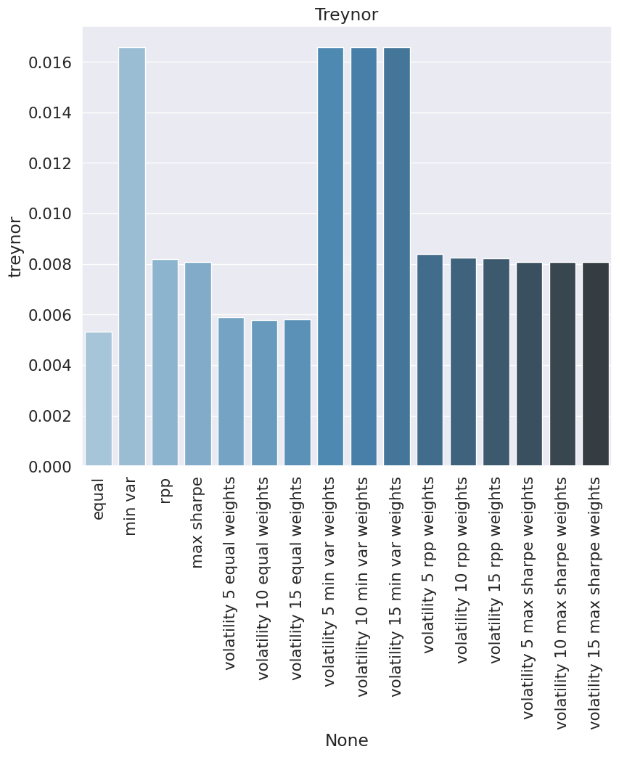 Treynor
treynor
0.016
0.014
0.012
0.010
0.008
0.006
0.004
0.002
0.000
equal
min var
rpp
max sharpe
volatility 5 equal weights
volatility 10 equal weights
volatility 15 equal weights
volatility 5 min var weights
volatility 10 min var weights
volatility 15 min var weights
volatility 5 rpp weights
volatility 10 rpp weights
volatility 15 rpp weights
volatility 5 max sharpe weights
volatility 10 max sharpe weights
volatility 15 max sharpe weights
None